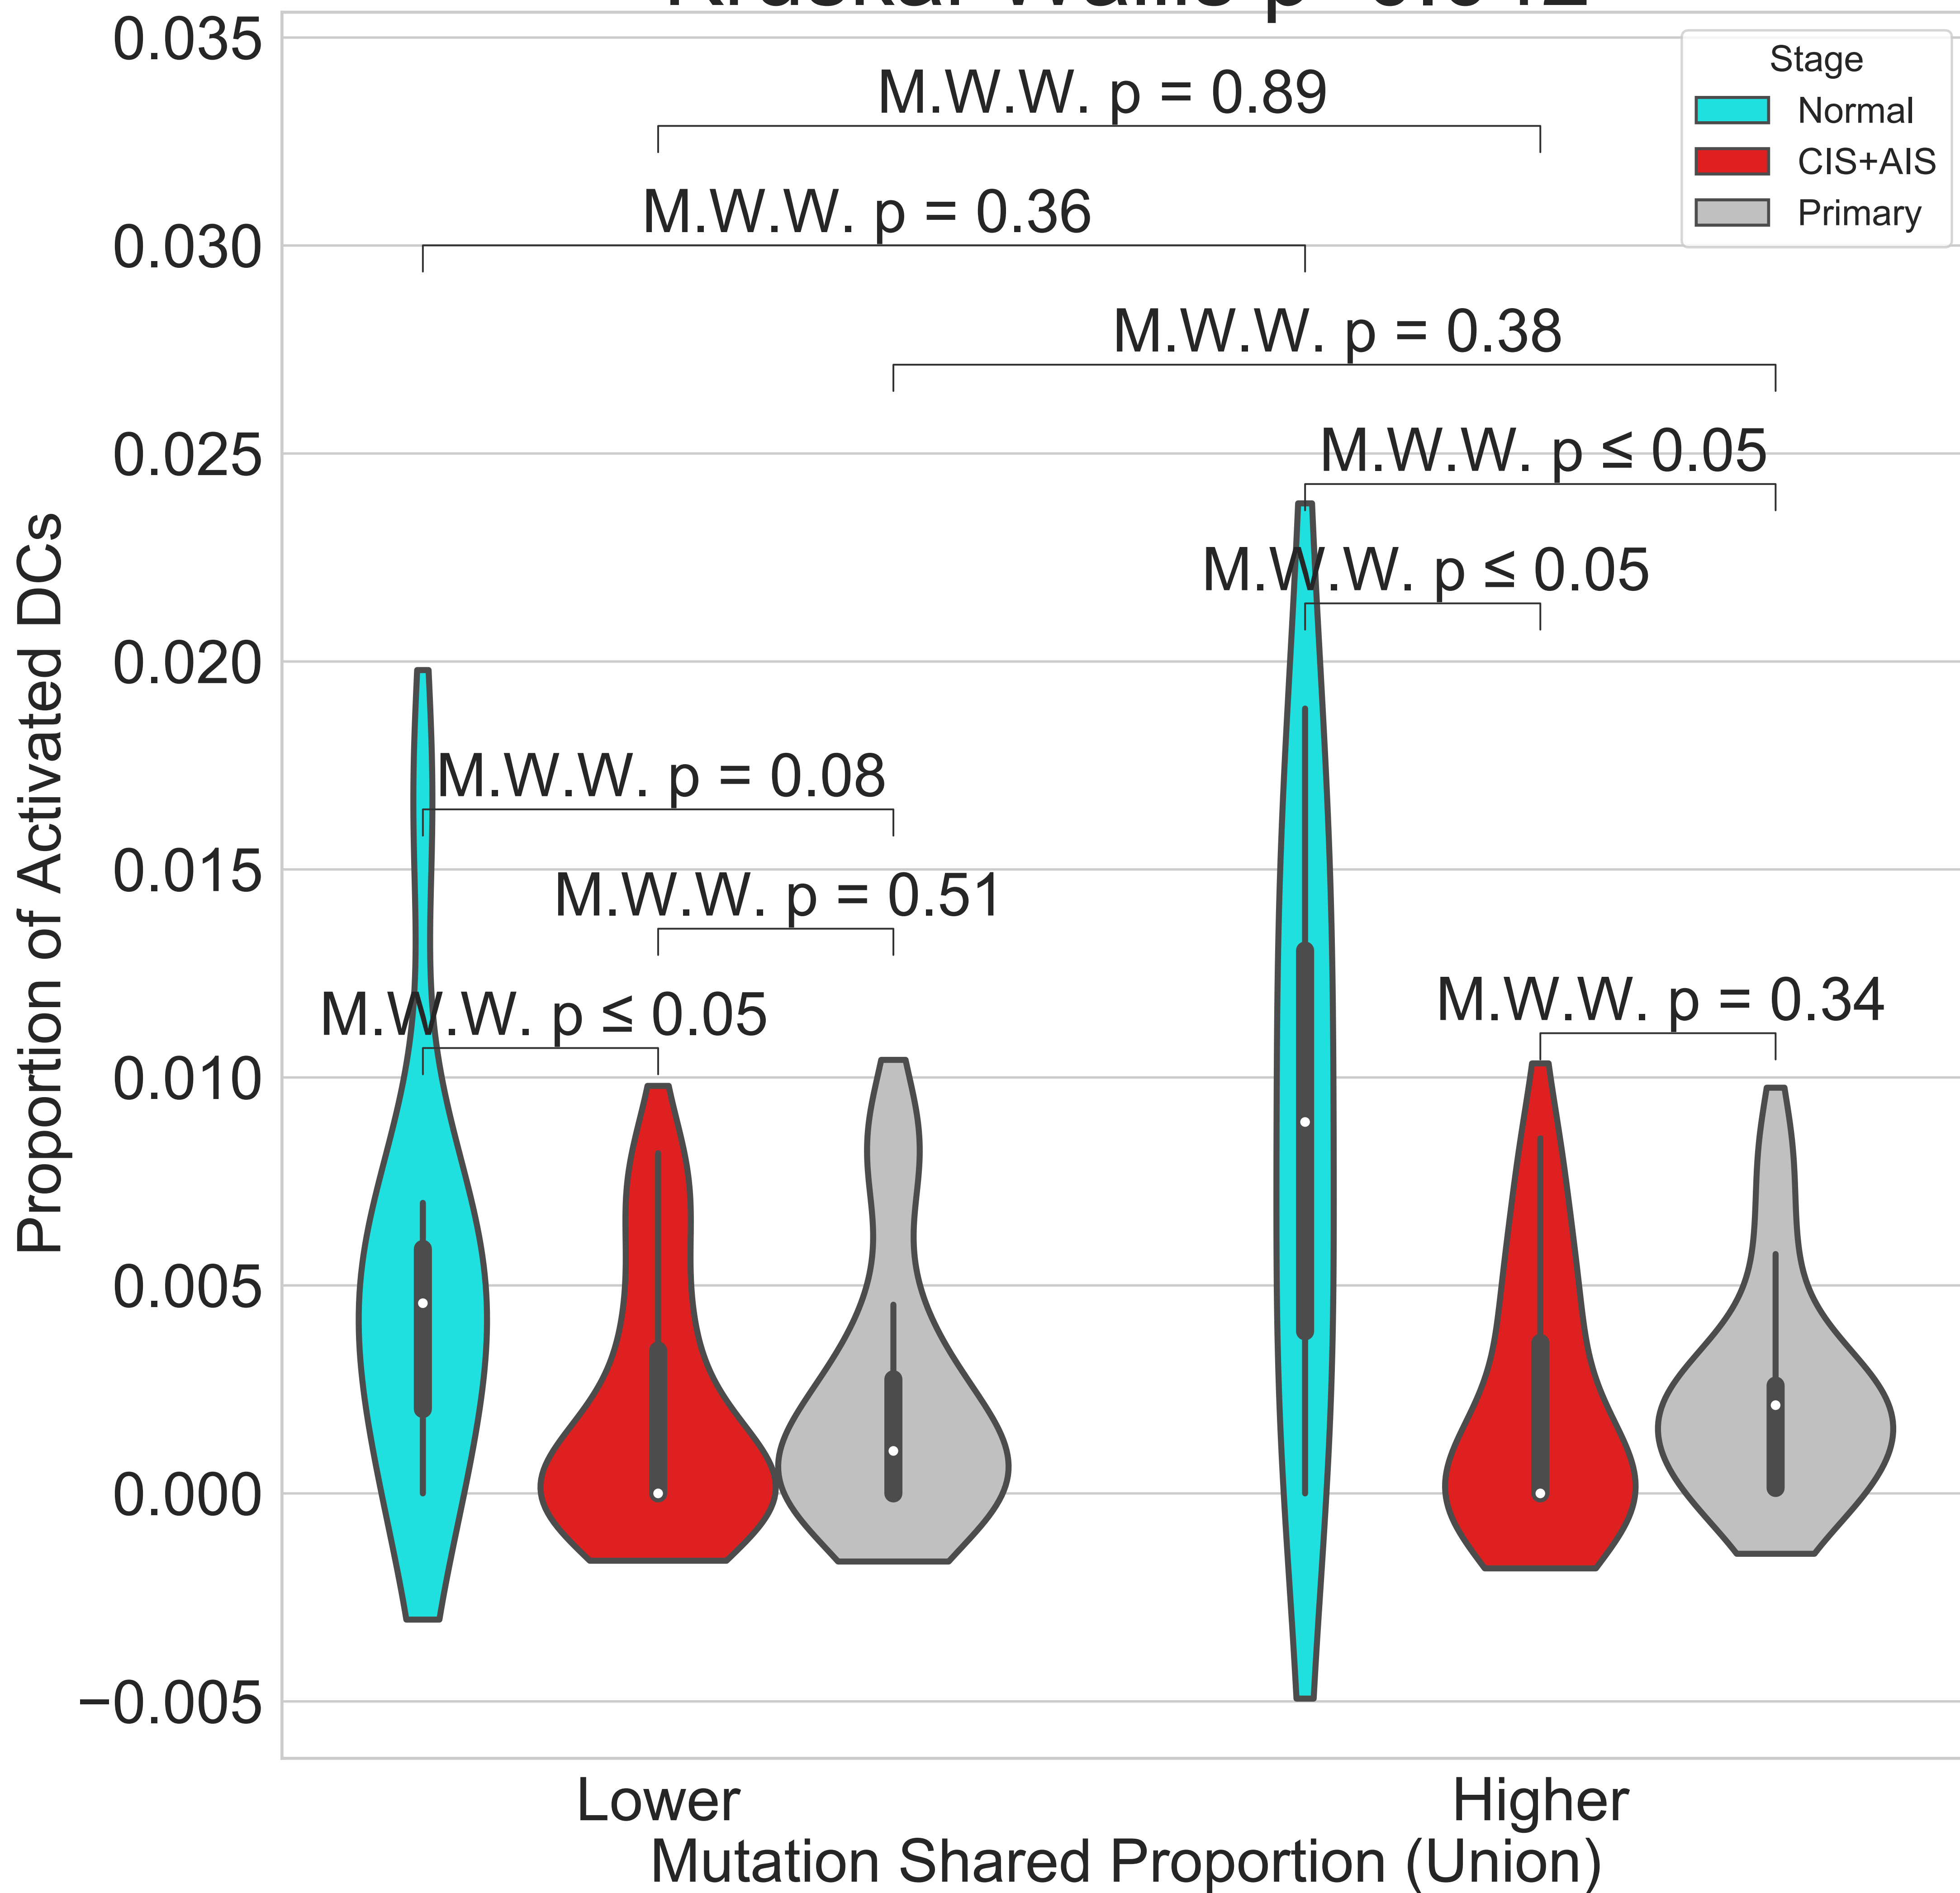 0.035
0.030
0.025
0.020
0.015
0.010
0.005
0.000
−0.005
Proportion of Activated DCs
Stage
Normal
CIS+AIS
Primary
M.W.W. p = 0.89
M.W.W. p = 0.36
M.W.W. p = 0.38
M.W.W. p ≤ 0.05
M.W.W. p ≤ 0.05
M.W.W. p = 0.08
M.W.W. p = 0.51
M.W.W. p ≤ 0.05
M.W.W. p = 0.34
Lower
Higher
Mutation Shared Proportion (Union)